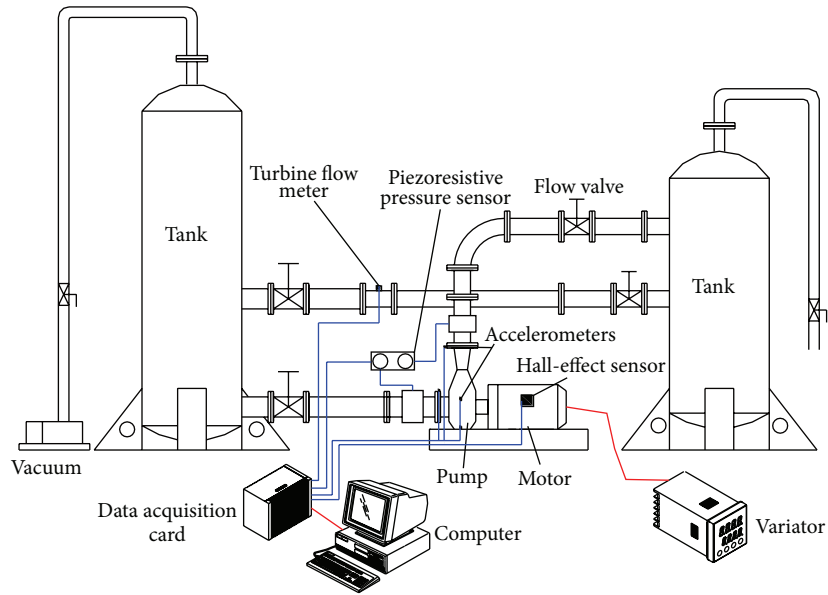 Turbine flow
meter
Piezoresistive
pressure sensor
Flow valve
Tank
Tank
Accelerometers
Hall-effect sensor
Vacuum
Pump
Motor
Data acquisition
card
Computer
Variator